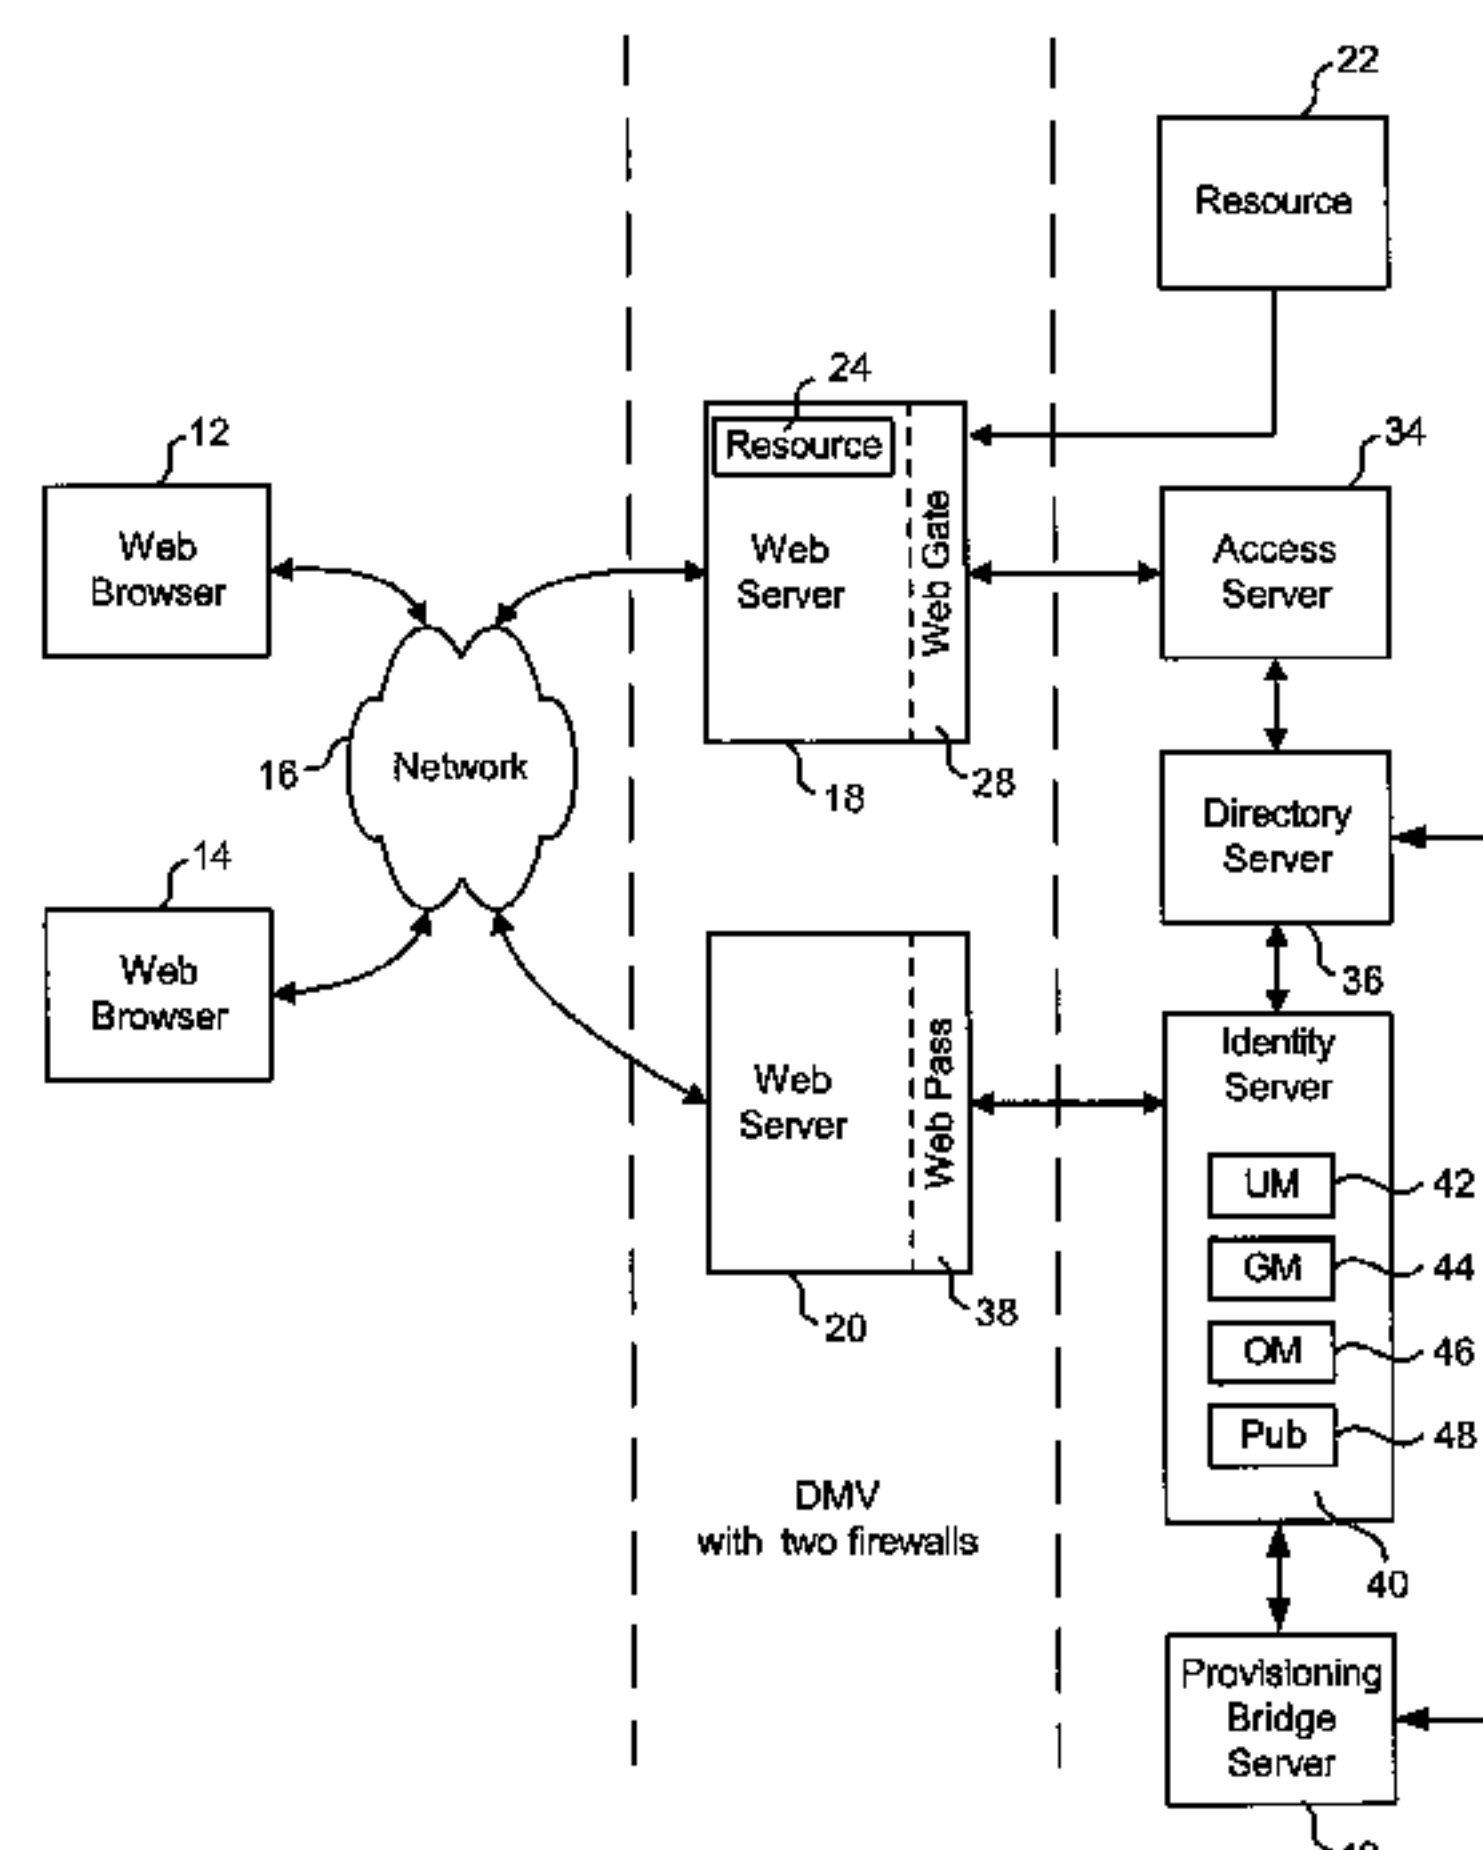 22
Resource
24
Resource
12
34
Web
Browser
Web
Server
Web Gate
Access
Server
16
Network
18
28
Directory
Server
14
36
Web
Browser
Web
Server
Web Pass
Identity
Server
UM
42
GM
44
20
38
OM
46
Pub
48
DMV
with two firewalls
40
Provisioning
Bridge
Server